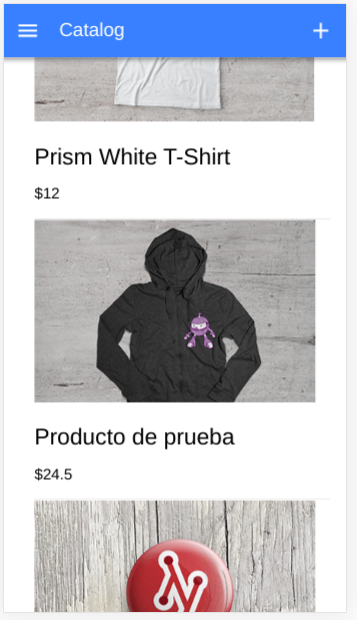 Catalog
Prism White T-Shirt
$12
Producto de prueba
$24.5